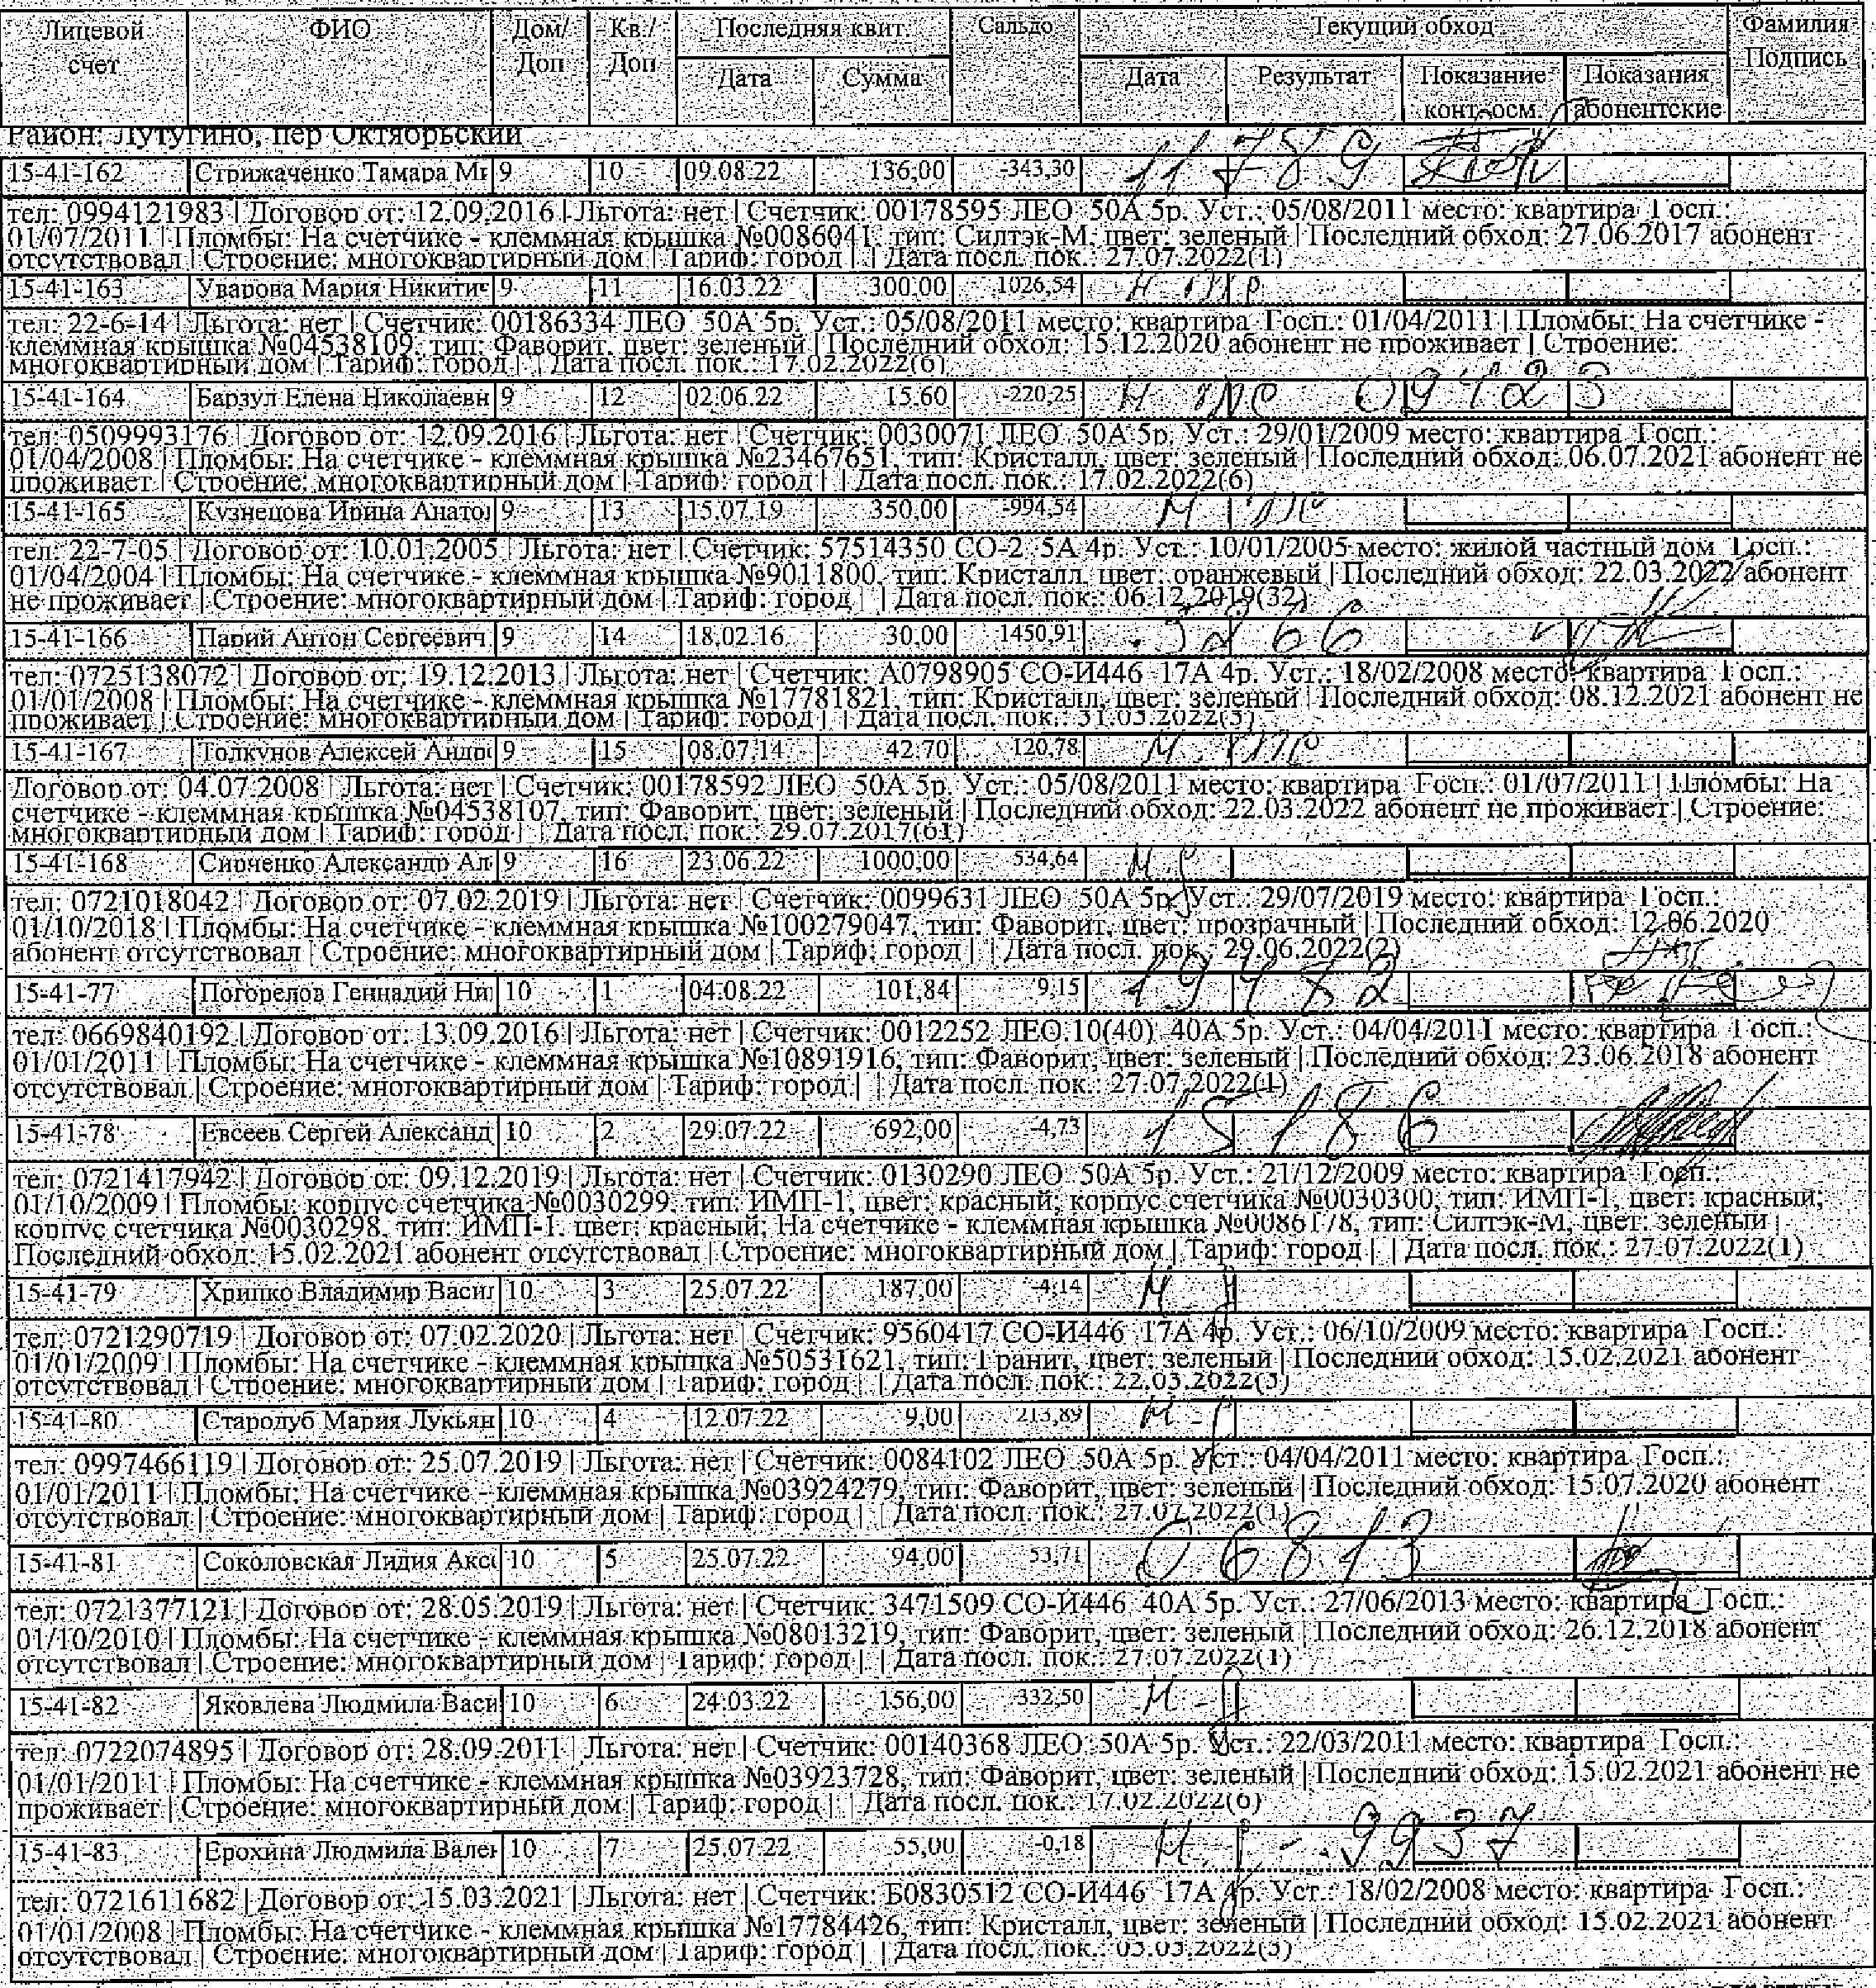 Лицевой счет ФИО Дом/ Доп Кв./ Доп Последняя квит. Дата Сумма Сальдо Текущий обход Дата Результат Показание конт. осм. Показания абонентские Фамилия Подпись
Район: Лутугино, пер Октябрьский
15-41-162 Стрижаченко Тамара Ми 9 10 09.08.22 136,00 -343,30 11789
тел: 0994121983 | Договор от: 12.09.2016 | Льгота: нет | Счетчик: 00178595 ЛЕО 50А 5р. Уст.: 05/08/2011 место: квартира Госп.:
01/07/2011 | Пломбы: На счетчике - клеммная крышка №0086041, тип: Силтэк-М, цвет: зеленый | Последний обход: 27.06.2017 абонент
отсутствовал | Строение: многоквартирный дом | Тариф: город | | Дата посл. пок.: 27.07.2022(1)
15-41-163 Уварова Мария Никитич 9 11 16.03.22 300,00 1026,54
тел: 22-6-14 | Льгота: нет | Счетчик: 00186334 ЛЕО 50А 5р. Уст.: 05/08/2011 место: квартира Госп.: 01/04/2011 | Пломбы: На счетчике -
клеммная крышка №04538109, тип: Фаворит, цвет: зеленый | Последний обход: 15.12.2020 абонент не проживает | Строение:
многоквартирный дом | Тариф: город | | Дата посл. пок.: 17.02.2022(6)
15-41-164 Барзул Елена Николаевн 9 12 02.06.22 15,60 -220,25 09423
тел: 0509993176 | Договор от: 12.09.2016 | Льгота: нет | Счетчик: 0030071 ЛЕО 50А 5р. Уст.: 29/01/2009 место: квартира Госп.:
01/04/2008 | Пломбы: На счетчике - клеммная крышка №23467651, тип: Кристалл, цвет: зеленый | Последний обход: 06.07.2021 абонент не
проживает | Строение: многоквартирный дом | Тариф: город | | Дата посл. пок.: 17.02.2022(6)
15-41-165 Кузнецова Ирина Анатол 9 13 15.07.19 350,00 -994,54
тел: 22-7-05 | Договор от: 10.01.2005 | Льгота: нет | Счетчик: 57514350 СО-2 5А 4р. Уст.: 10/01/2005 место: жилой частный дом Госп.:
01/04/2004 | Пломбы: На счетчике - клеммная крышка №9011800, тип: Кристалл, цвет: оранжевый | Последний обход: 22.03.2022 абонент
не проживает | Строение: многоквартирный дом | Тариф: город | | Дата посл. пок.: 06.12.2019(32)
15-41-166 Парий Антон Сергеевич 9 14 18.02.16 30,00 1450,91 5266
тел: 0725138072 | Договор от: 19.12.2013 | Льгота: нет | Счетчик: А0798905 СО-И446 17А 4р. Уст.: 18/02/2008 место: квартира Госп.:
01/01/2008 | Пломбы: На счетчике - клеммная крышка №17781821, тип: Кристалл, цвет: зеленый | Последний обход: 08.12.2021 абонент не
проживает | Строение: многоквартирный дом | Тариф: город | | Дата посл. пок.: 31.03.2022(5)
15-41-167 Толкунов Алексей Андр 9 15 08.07.14 42,70 120,78
Договор от: 04.07.2008 | Льгота: нет | Счетчик: 00178592 ЛЕО 50А 5р. Уст.: 05/08/2011 место: квартира Госп.: 01/07/2011 | Пломбы: На
счетчике - клеммная крышка №04538107, тип: Фаворит, цвет: зеленый | Последний обход: 22.03.2022 абонент не проживает | Строение:
многоквартирный дом | Тариф: город | | Дата посл. пок.: 29.07.2017(61)
15-41-168 Сирченко Александр Ал 9 16 23.06.22 1000,00 534,64
тел: 0721018042 | Договор от: 07.02.2019 | Льгота: нет | Счетчик: 0099631 ЛЕО 50А 5р. Уст.: 29/07/2019 место: квартира Госп.:
01/10/2018 | Пломбы: На счетчике - клеммная крышка №100279047, тип: Фаворит, цвет: прозрачный | Последний обход: 12.06.2020
абонент отсутствовал | Строение: многоквартирный дом | Тариф: город | | Дата посл. пок.: 29.06.2022(2)
15-41-77 Погорелов Геннадий Ни 10 1 04.08.22 101,84 9,15 19482
тел: 0669840192 | Договор от: 13.09.2016 | Льгота: нет | Счетчик: 0012252 ЛЕО 10(40) 40А 5р. Уст.: 04/04/2011 место: квартира Госп.:
01/01/2011 | Пломбы: На счетчике - клеммная крышка №10891916, тип: Фаворит, цвет: зеленый | Последний обход: 23.06.2018 абонент
отсутствовал | Строение: многоквартирный дом | Тариф: город | | Дата посл. пок.: 27.07.2022(1)
15-41-78 Евсеев Сергей Александ 10 2 29.07.22 692,00 -4,73 15186
тел: 0721417942 | Договор от: 09.12.2019 | Льгота: нет | Счетчик: 0130290 ЛЕО 50А 5р. Уст.: 21/12/2009 место: квартира Госп.:
01/10/2009 | Пломбы: корпус счетчика №0030299, тип: ИМП-1, цвет: красный; корпус счетчика №0030300, тип: ИМП-1, цвет: красный;
корпус счетчика №0030298, тип: ИМП-1, цвет: красный; На счетчике - клеммная крышка №0086178, тип: Силтэк-М, цвет: зеленый |
Последний обход: 15.02.2021 абонент отсутствовал | Строение: многоквартирный дом | Тариф: город | | Дата посл. пок.: 27.07.2022(1)
15-41-79 Хрипко Владимир Васил 10 3 25.07.22 187,00 -4,14
тел: 0721290719 | Договор от: 07.02.2020 | Льгота: нет | Счетчик: 9560417 СО-И446 17А 4р. Уст.: 06/10/2009 место: квартира Госп.:
01/01/2009 | Пломбы: На счетчике - клеммная крышка №50531621, тип: Гранит, цвет: зеленый | Последний обход: 15.02.2021 абонент
отсутствовал | Строение: многоквартирный дом | Тариф: город | | Дата посл. пок.: 22.03.2022(5)
15-41-80 Стародуб Мария Лукьян 10 4 12.07.22 9,00 213,89
тел: 0997466119 | Договор от: 25.07.2019 | Льгота: нет | Счетчик: 0084102 ЛЕО 50А 5р. Уст.: 04/04/2011 место: квартира Госп.:
01/01/2011 | Пломбы: На счетчике - клеммная крышка №03924279, тип: Фаворит, цвет: зеленый | Последний обход: 15.07.2020 абонент
отсутствовал | Строение: многоквартирный дом | Тариф: город | | Дата посл. пок.: 27.07.2022(1)
15-41-81 Соколовская Лидия Аксе 10 5 25.07.22 94,00 53,71 06813
тел: 0721377121 | Договор от: 28.05.2019 | Льгота: нет | Счетчик: 3471509 СО-И446 40А 5р. Уст.: 27/06/2013 место: квартира Госп.:
01/10/2010 | Пломбы: На счетчике - клеммная крышка №08013219, тип: Фаворит, цвет: зеленый | Последний обход: 26.12.2018 абонент
отсутствовал | Строение: многоквартирный дом | Тариф: город | | Дата посл. пок.: 27.07.2022(1)
15-41-82 Яковлева Людмила Васи 10 6 24.03.22 156,00 332,50
тел: 0722074895 | Договор от: 28.09.2011 | Льгота: нет | Счетчик: 00140368 ЛЕО 50А 5р. Уст.: 22/03/2011 место: квартира Госп.:
01/01/2011 | Пломбы: На счетчике - клеммная крышка №03923728, тип: Фаворит, цвет: зеленый | Последний обход: 15.02.2021 абонент не
проживает | Строение: многоквартирный дом | Тариф: город | | Дата посл. пок.: 17.02.2022(6)
15-41-83 Ерохина Людмила Вален 10 7 25.07.22 55,00 -0,18 9937
тел: 0721611682 | Договор от: 15.03.2021 | Льгота: нет | Счетчик: Б0830512 СО-И446 17А 4р. Уст.: 18/02/2008 место: квартира Госп.:
01/01/2008 | Пломбы: На счетчике - клеммная крышка №17784426, тип: Кристалл, цвет: зеленый | Последний обход: 15.02.2021 абонент
отсутствовал | Строение: многоквартирный дом | Тариф: город | | Дата посл. пок.: 03.03.2022(5)